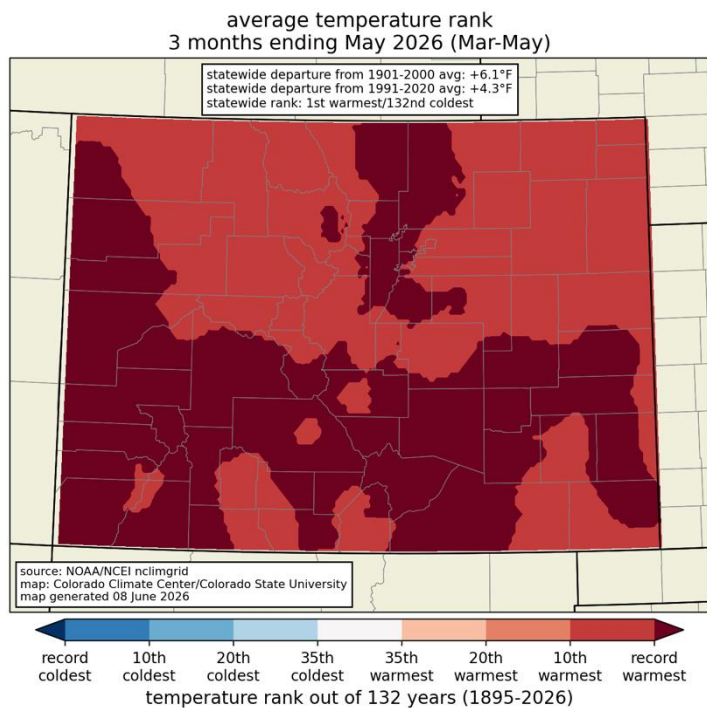 average temperature rank
3 months ending May 2026 (Mar-May)
statewide departure from 1901-2000 avg: +6.1°F
statewide departure from 1991-2020 avg: +4.3°F
statewide rank: 1st warmest/132nd coldest
source: NOAA/NCEI nclimgrid
map: Colorado Climate Center/Colorado State University
map generated 08 June 2026
record coldest
10th coldest
20th coldest
35th coldest
35th warmest
20th warmest
10th warmest
record warmest
temperature rank out of 132 years (1895-2026)